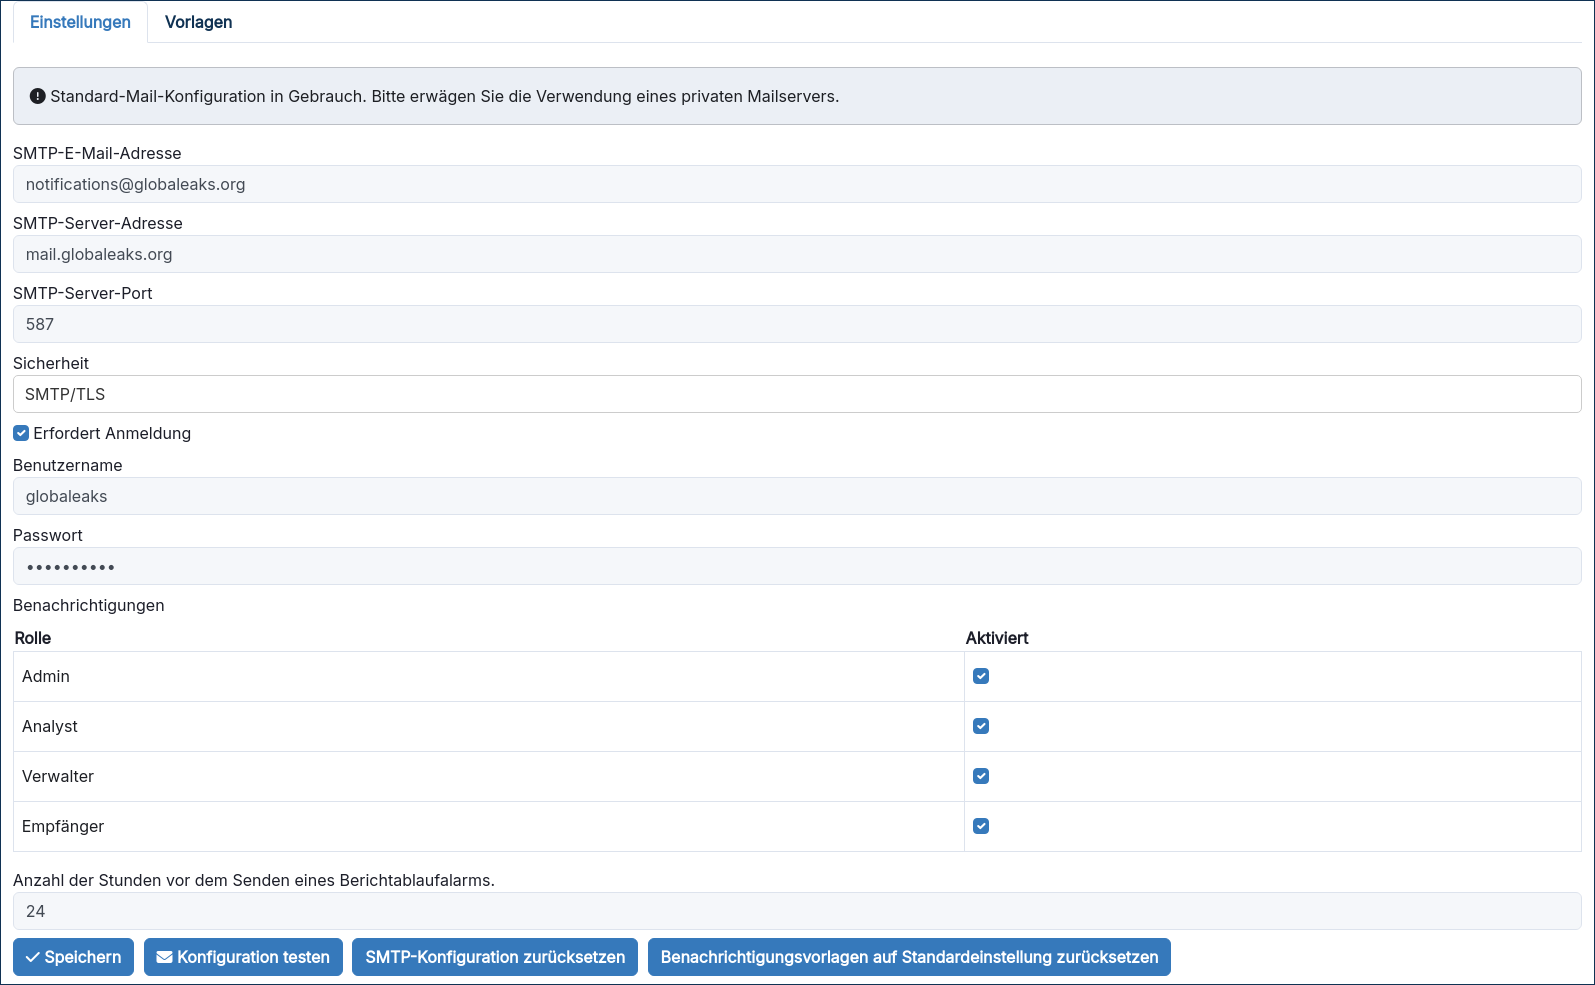 Einstellungen Vorlagen
Standard-Mail-Konfiguration in Gebrauch. Bitte erwägen Sie die Verwendung eines privaten Mailservers.
SMTP-E-Mail-Adresse
notifications@globaleaks.org
SMTP-Server-Adresse
mail.globaleaks.org
SMTP-Server-Port
587
Sicherheit
SMTP/TLS
Erfordert Anmeldung
Benutzername
globaleaks
Passwort
••••••••••
Benachrichtigungen
Rolle Aktiviert
Admin
Analyst
Verwalter
Empfänger
Anzahl der Stunden vor dem Senden eines Berichtablaufalarms.
24
Speichern Konfiguration testen SMTP-Konfiguration zurücksetzen Benachrichtigungsvorlagen auf Standardeinstellung zurücksetzen